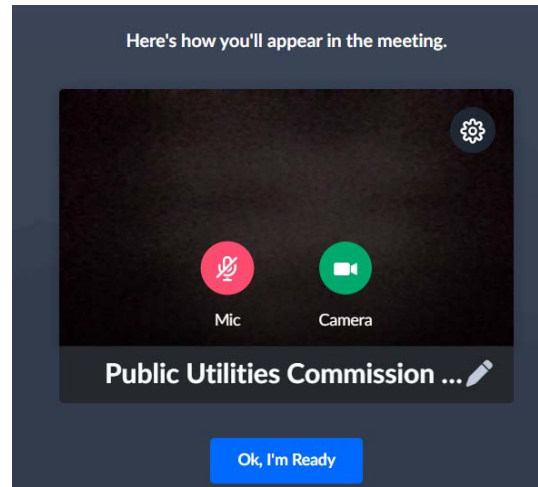 Here's how you'll appear in the meeting.
Mic Camera
Public Utilities Commission ...
Ok, I'm Ready